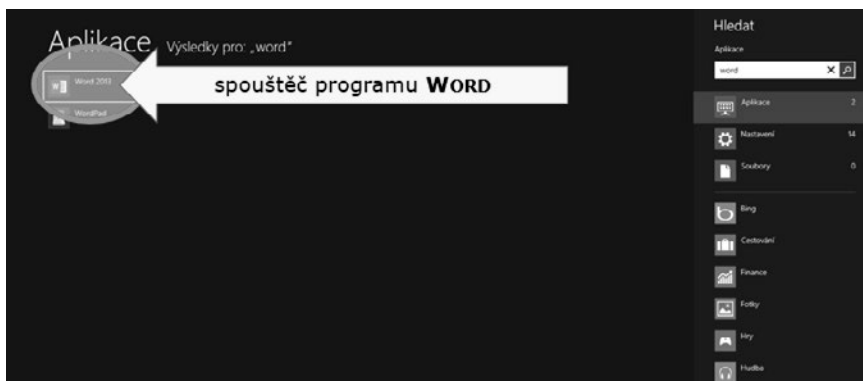 Aplikace Výsledky pro: „word“
Word 2013
WordPad
spouštěč programu WORD
Hledat
Aplikace
word
Aplikace 2
Nastavení 14
Soubory 0
Bing
Cestování
Finance
Fotky
Hry
Hudba